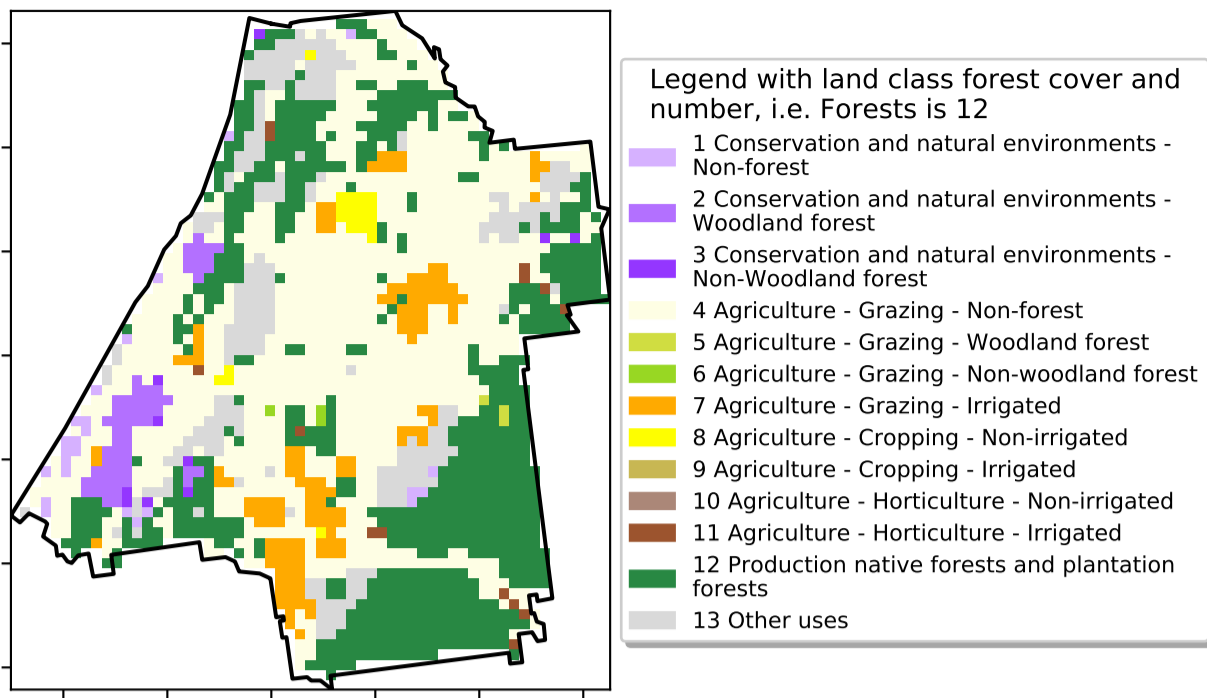 Legend with land class forest cover and
number, i.e. Forests is 12
1 Conservation and natural environments -
Non-forest
2 Conservation and natural environments -
Woodland forest
3 Conservation and natural environments -
Non-Woodland forest
4 Agriculture - Grazing - Non-forest
5 Agriculture - Grazing - Woodland forest
6 Agriculture - Grazing - Non-woodland forest
7 Agriculture - Grazing - Irrigated
8 Agriculture - Cropping - Non-irrigated
9 Agriculture - Cropping - Irrigated
10 Agriculture - Horticulture - Non-irrigated
11 Agriculture - Horticulture - Irrigated
12 Production native forests and plantation
forests
13 Other uses